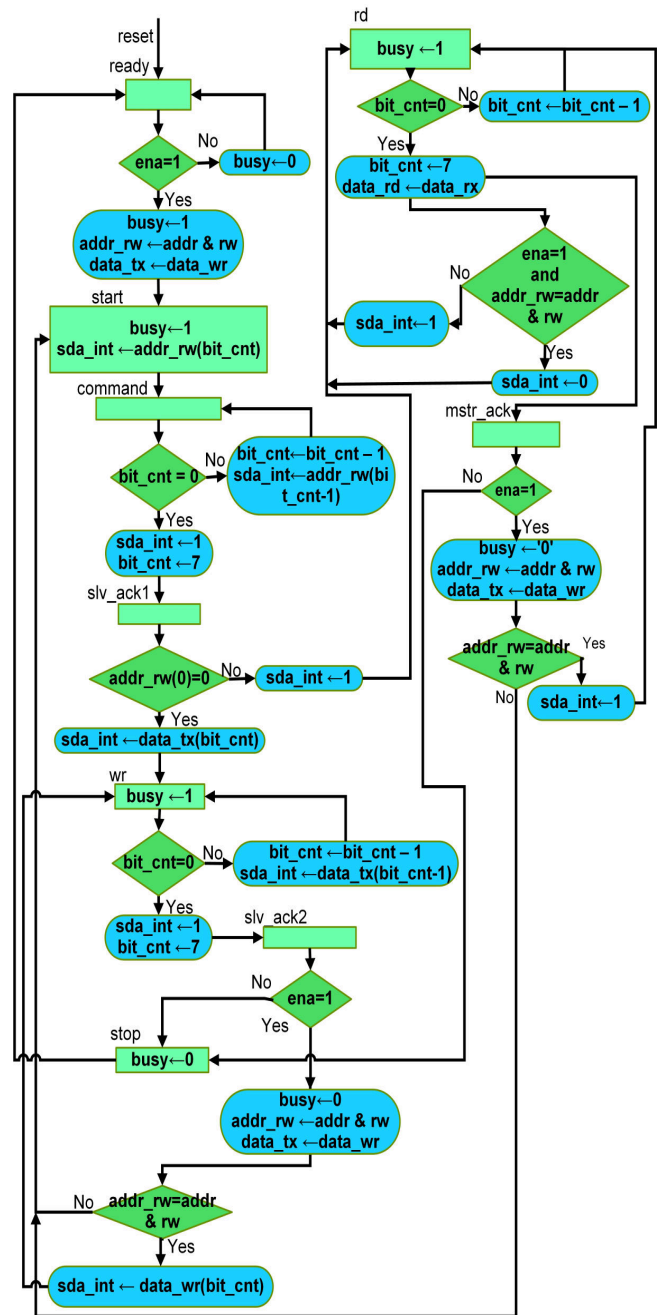 reset
ready
ena=1
No
busy←0
Yes
busy←1
addr_rw ←addr & rw
data_tx ←data_wr
start
busy←1
sda_int ←addr_rw(bit_cnt)
command
bit_cnt = 0
No
bit_cnt←bit_cnt – 1
sda_int←addr_rw(bi
t_cnt-1)
Yes
sda_int ←1
bit_cnt ←7
slv_ack1
addr_rw(0)=0
No
sda_int ←1
Yes
sda_int ←data_tx(bit_cnt)
wr
busy ←1
bit_cnt=0
No
bit_cnt ←bit_cnt – 1
sda_int ←data_tx(bit_cnt-1)
Yes
sda_int ←1
bit_cnt ←7
slv_ack2
No
ena=1
Yes
stop
busy←0
busy←0
addr_rw ←addr & rw
data_tx ←data_wr
No
addr_rw=addr
& rw
Yes
sda_int ← data_wr(bit_cnt)
rd
busy ←1
bit_cnt=0
No
bit_cnt ←bit_cnt – 1
Yes
bit_cnt ←7
data_rd ←data_rx
ena=1
and
addr_rw=addr
& rw
No
sda_int←1
Yes
sda_int ←0
mstr_ack
No
ena=1
Yes
busy ←'0'
addr_rw ←addr & rw
data_tx ←data_wr
addr_rw=addr
& rw
Yes
No
sda_int←1